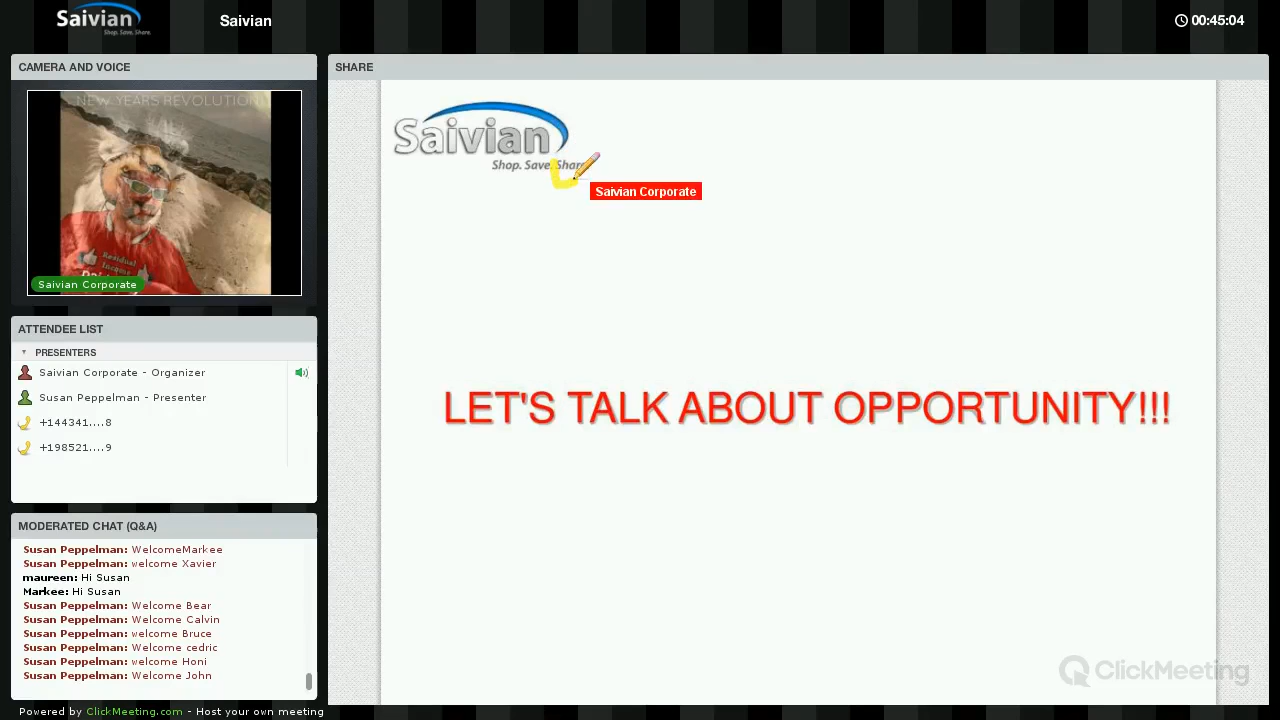 Saivian
Shop. Save. Share.
Saivian
00:45:04
CAMERA AND VOICE
NEW YEARS REVOLUTION!
Residual
Income
Saivian Corporate
ATTENDEE LIST
PRESENTERS
Saivian Corporate - Organizer
Susan Peppelman - Presenter
+144341....8
+198521....9
MODERATED CHAT (Q&A)
Susan Peppelman: WelcomeMarkee
Susan Peppelman: welcome Xavier
maureen: Hi Susan
Markee: Hi Susan
Susan Peppelman: Welcome Bear
Susan Peppelman: Welcome Calvin
Susan Peppelman: welcome Bruce
Susan Peppelman: Welcome cedric
Susan Peppelman: welcome Honi
Susan Peppelman: Welcome John
Powered by ClickMeeting.com - Host your own meeting
SHARE
Saivian
Shop. Save. Share.
Saivian Corporate
LET'S TALK ABOUT OPPORTUNITY!!!
ClickMeeting